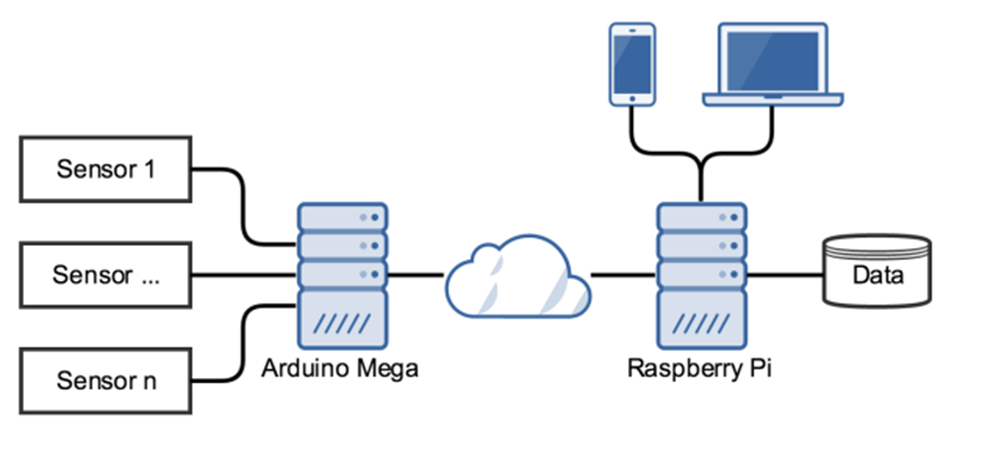 Sensor 1
Sensor ...
Sensor n
Arduino Mega
Raspberry Pi
Data